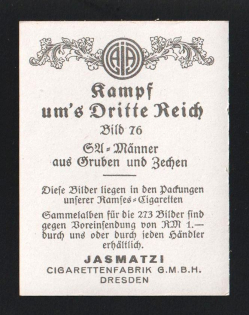 AJA
Kampf
um's Dritte Reich
Bild 76
SA-Männer
aus Gruben und Zechen
Diese Bilder liegen in den Packungen
unserer Ramses-Cigaretten
Sammelalben für die 273 Bilder sind
gegen Voreinsendung von RM 1.—
durch uns oder durch jeden Händler
erhältlich.
JASMATZI
CIGARETTENFABRIK G.M.B.H.
DRESDEN